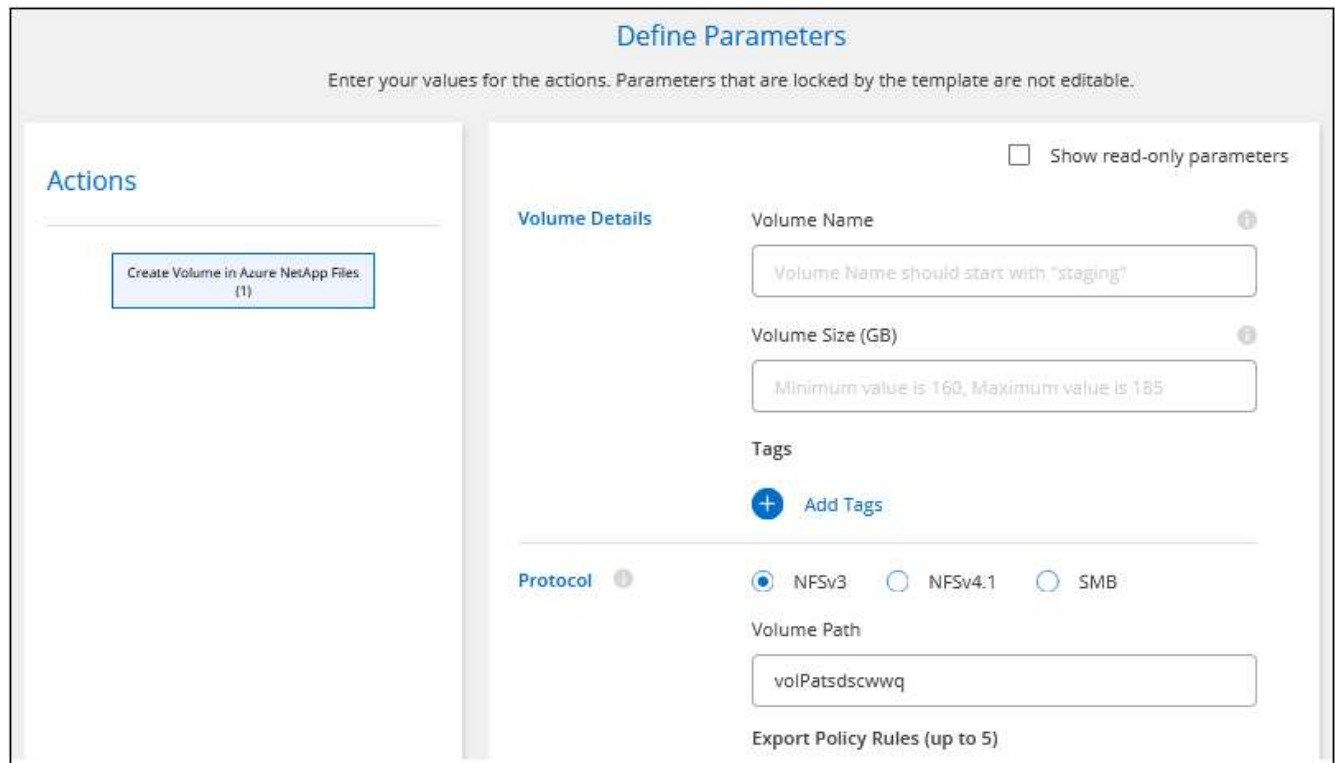 Define Parameters
Enter your values for the actions. Parameters that are locked by the template are not editable.
Actions
Create Volume in Azure NetApp Files
(1)
Show read-only parameters
Volume Details
Volume Name
Volume Name should start with "staging"
Volume Size (GB)
Minimum value is 160, Maximum value is 185
Tags
Add Tags
Protocol
NFSv3 NFSv4.1 SMB
Volume Path
volPatsdscwwq
Export Policy Rules (up to 5)